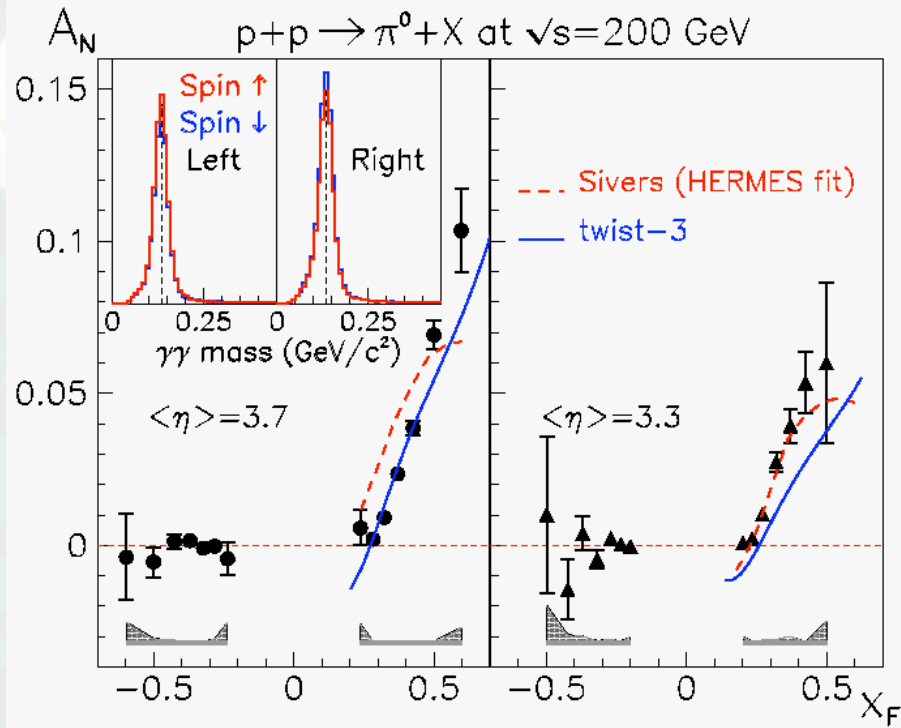 A_N p+p → π⁰+X at √s=200 GeV
0.15
0.1
0.05
0
Spin ↑
Spin ↓
Left
Right
0 0.25 0 0.25
γγ mass (GeV/c²)
Sivers (HERMES fit)
twist−3
<η>=3.7
<η>=3.3
−0.5 0 0.5 −0.5 0 0.5 X_F